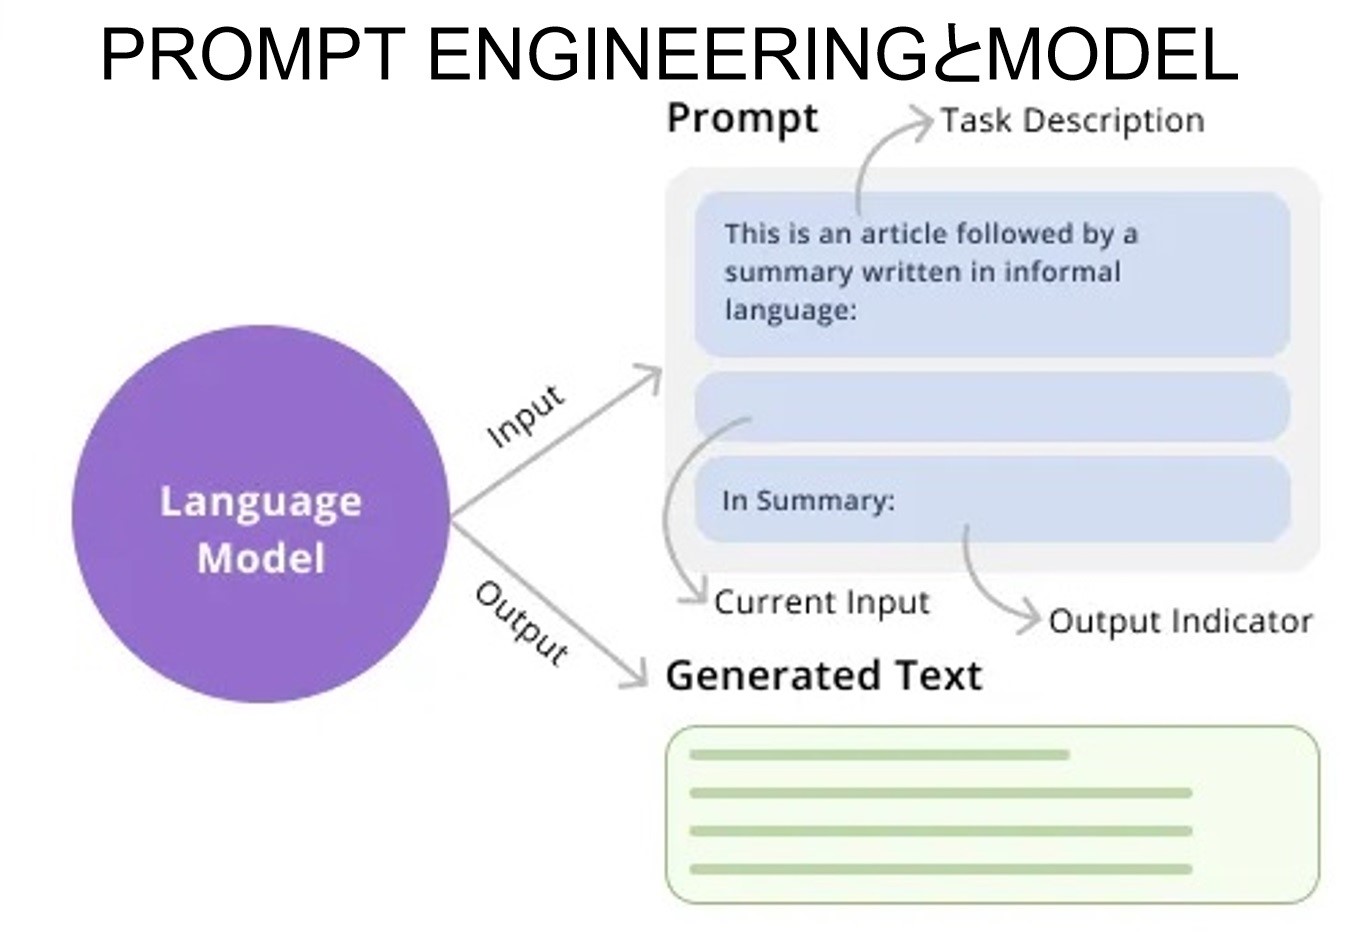 PROMPT ENGINEERINGとMODEL
Prompt
Task Description
This is an article followed by a
summary written in informal
language:
Input
Language
Model
In Summary:
Output
Current Input
Output Indicator
Generated Text